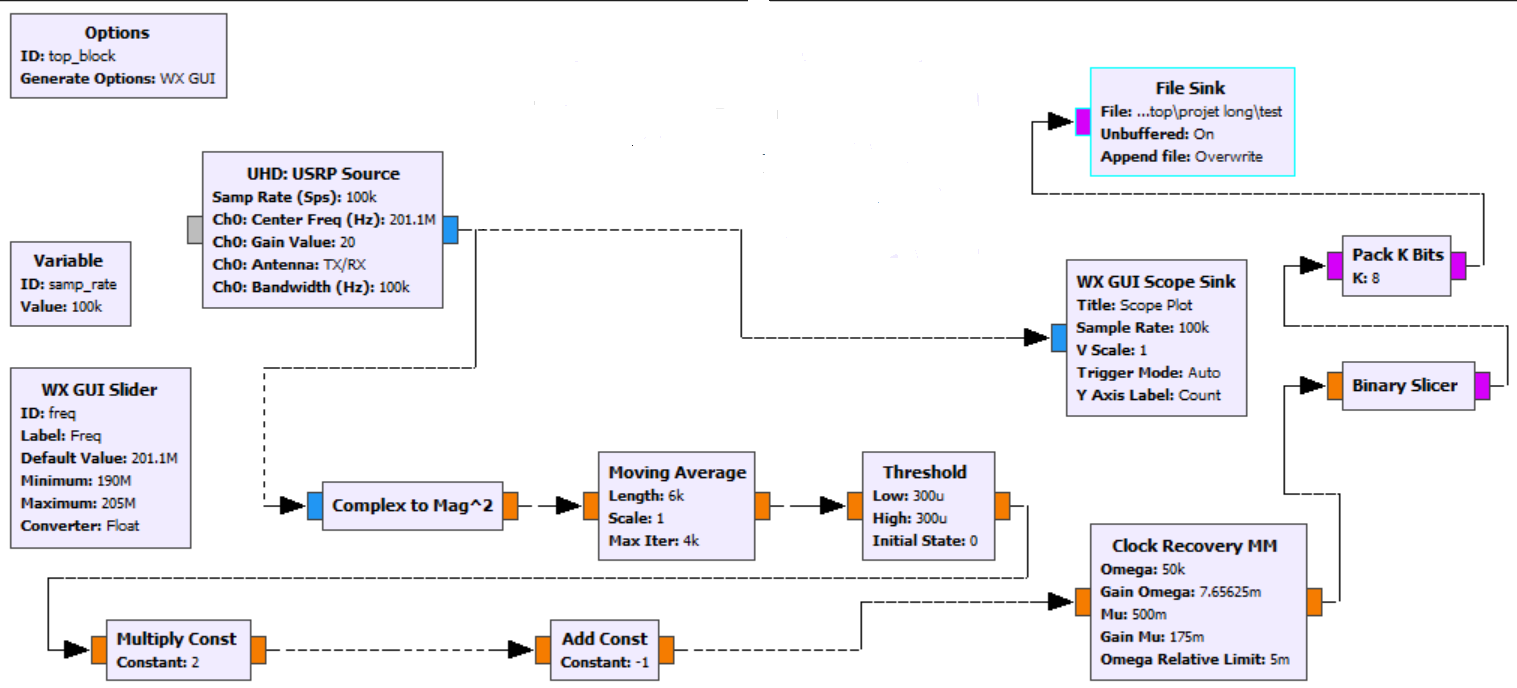 Options
ID: top_block
Generate Options: WX GUI
UHD: USRP Source
Samp Rate (Sps): 100k
Ch0: Center Freq (Hz): 201.1M
Ch0: Gain Value: 20
Ch0: Antenna: TX/RX
Ch0: Bandwidth (Hz): 100k
File Sink
File: ...top\projet long\test
Unbuffered: On
Append file: Overwrite
Variable
ID: samp_rate
Value: 100k
WX GUI Scope Sink
Title: Scope Plot
Sample Rate: 100k
V Scale: 1
Trigger Mode: Auto
Y Axis Label: Count
Pack K Bits
K: 8
Binary Slicer
WX GUI Slider
ID: freq
Label: Freq
Default Value: 201.1M
Minimum: 190M
Maximum: 205M
Converter: Float
Complex to Mag^2
Moving Average
Length: 6k
Scale: 1
Max Iter: 4k
Threshold
Low: 300u
High: 300u
Initial State: 0
Multiply Const
Constant: 2
Add Const
Constant: -1
Clock Recovery MM
Omega: 50k
Gain Omega: 7.65625m
Mu: 500m
Gain Mu: 175m
Omega Relative Limit: 5m